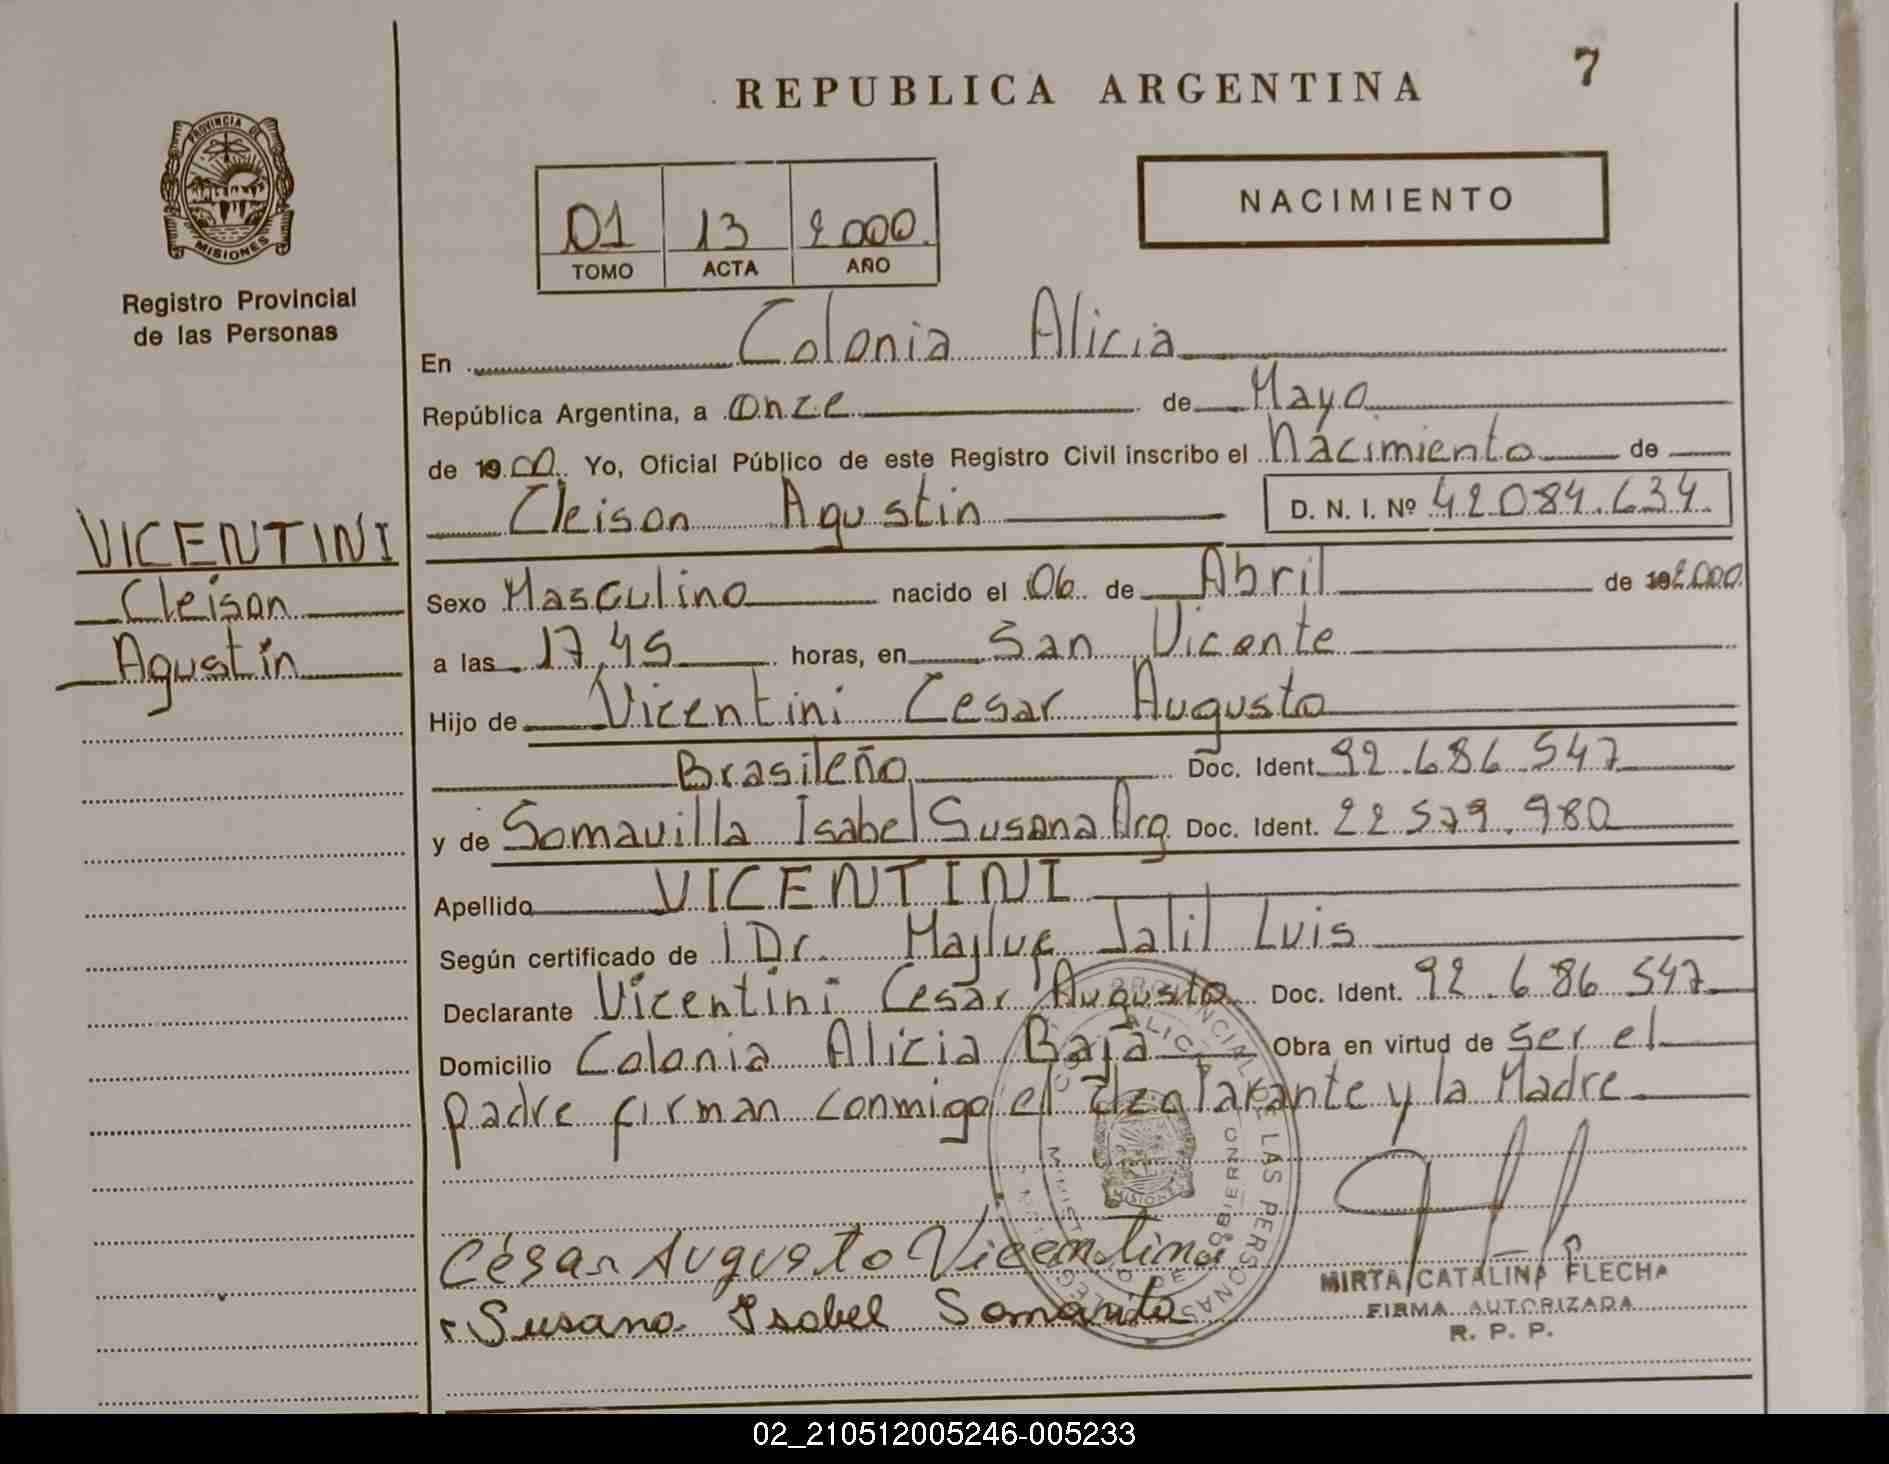 7
REPUBLICA ARGENTINA
PROVINCIA DE
MISIONES
Registro Provincial
de las Personas
01 13 2000
TOMO ACTA AÑO
NACIMIENTO
En Colonia Alicia
República Argentina, a once de Mayo
de 1900 Yo, Oficial Público de este Registro Civil inscribo el Nacimiento de
Cleison Agustin D. N. I. Nº 42.084.634.
VICENTINI
Cleison
Agustín
Sexo Masculino nacido el 06 de Abril de 2000
a las 17,45 horas, en San Vicente
Hijo de Vicentini Cesar Augusto
Brasileño Doc. Ident. 92.686.547
y de Somavilla Isabel Susana Arg Doc. Ident. 22.579.980
Apellido VICENTINI
Según certificado de 1 Dr. Majluf Jalil Luis
Declarante Vicentini Cesar Augusto Doc. Ident. 92.686 547
Domicilio Colonia Alicia Baja Obra en virtud de ser el
padre firman conmigo el declarante y la Madre
César Augusto Vicentini
Susana Isabel
MIRTA CATALINA FLECHA
FIRMA AUTORIZADA
R. P. P.
02_210512005246-005233